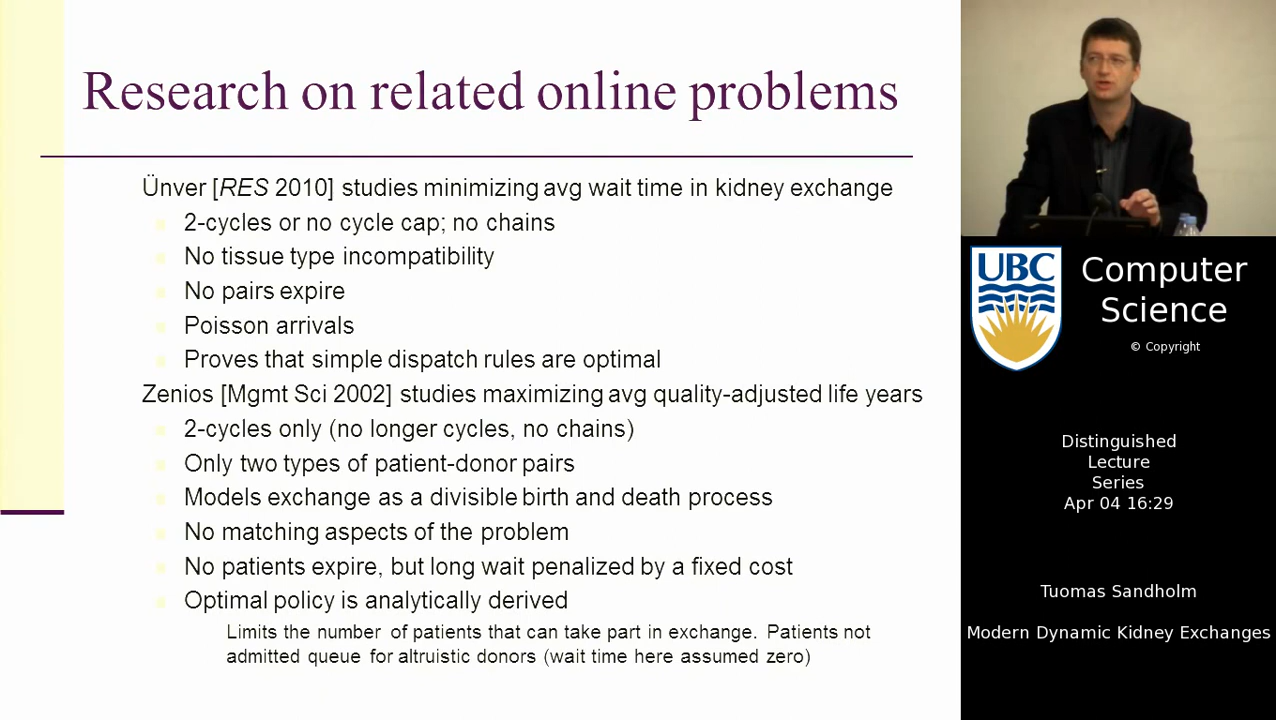 Research on related online problems
Ünver [RES 2010] studies minimizing avg wait time in kidney exchange
2-cycles or no cycle cap; no chains
No tissue type incompatibility
No pairs expire
Poisson arrivals
Proves that simple dispatch rules are optimal
Zenios [Mgmt Sci 2002] studies maximizing avg quality-adjusted life years
2-cycles only (no longer cycles, no chains)
Only two types of patient-donor pairs
Models exchange as a divisible birth and death process
No matching aspects of the problem
No patients expire, but long wait penalized by a fixed cost
Optimal policy is analytically derived
Limits the number of patients that can take part in exchange. Patients not
admitted queue for altruistic donors (wait time here assumed zero)
UBC
Computer
Science
© Copyright
Distinguished
Lecture
Series
Apr 04 16:29
Tuomas Sandholm
Modern Dynamic Kidney Exchanges